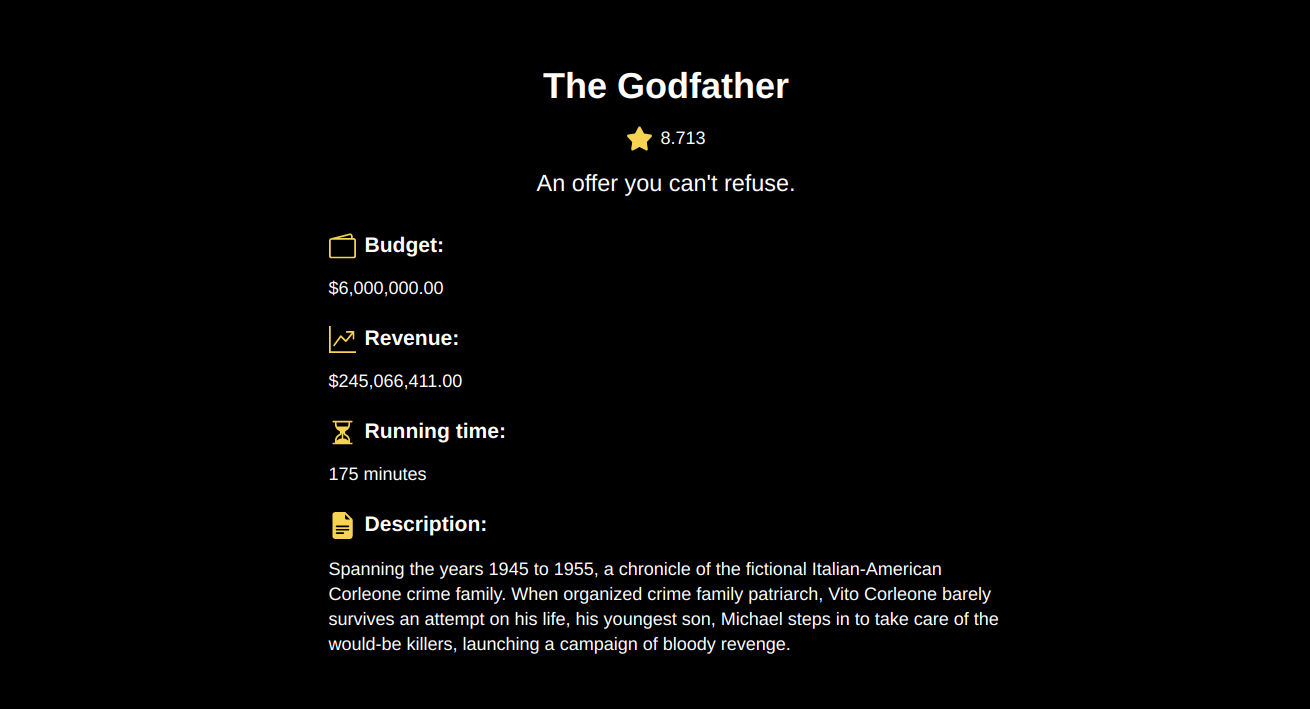 The Godfather
8.713
An offer you can't refuse.
Budget:
$6,000,000.00
Revenue:
$245,066,411.00
Running time:
175 minutes
Description:
Spanning the years 1945 to 1955, a chronicle of the fictional Italian-American
Corleone crime family. When organized crime family patriarch, Vito Corleone barely
survives an attempt on his life, his youngest son, Michael steps in to take care of the
would-be killers, launching a campaign of bloody revenge.